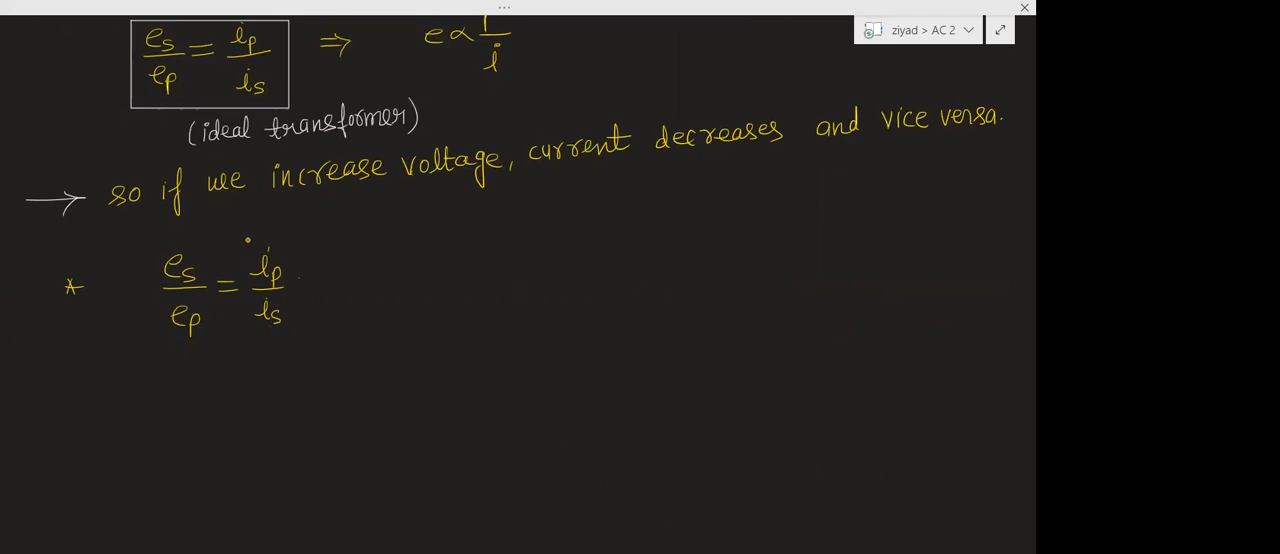 ziyad > AC 2
es/ep = ip/is ⇒ e ∝ 1/i
(ideal transformer)
→ so if we increase voltage, current decreases and vice versa.
* es/ep = ip/is